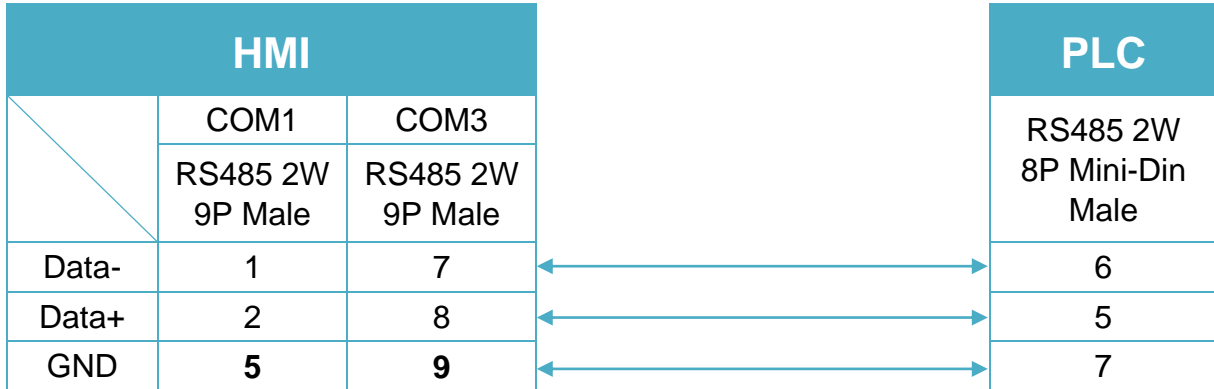 HMI PLC
COM1 COM3
RS485 2W
9P Male
RS485 2W
9P Male
RS485 2W
8P Mini-Din
Male
Data- 1 7 6
Data+ 2 8 5
GND 5 9 7